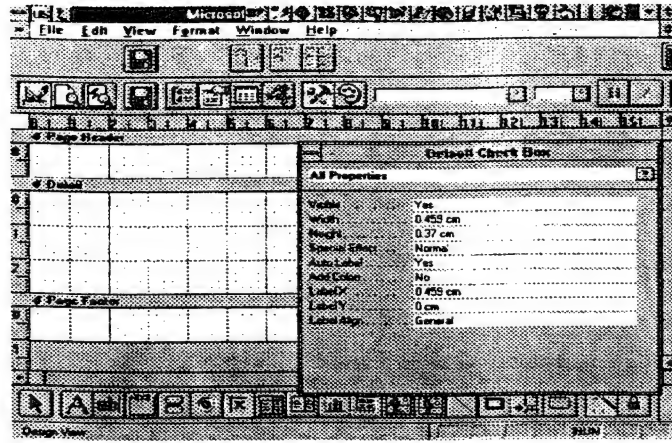 Microsof
File Edit View Format Window Help
Page Header
Default Check Box
All Properties
Detail
Visible Yes
Width 0.459 cm
Height 0.37 cm
Special Effect Normal
Auto Label Yes
Add Colon No
Label X 0.459 cm
Label Y 0 cm
Label Align General
Page Footer
Design View NUM